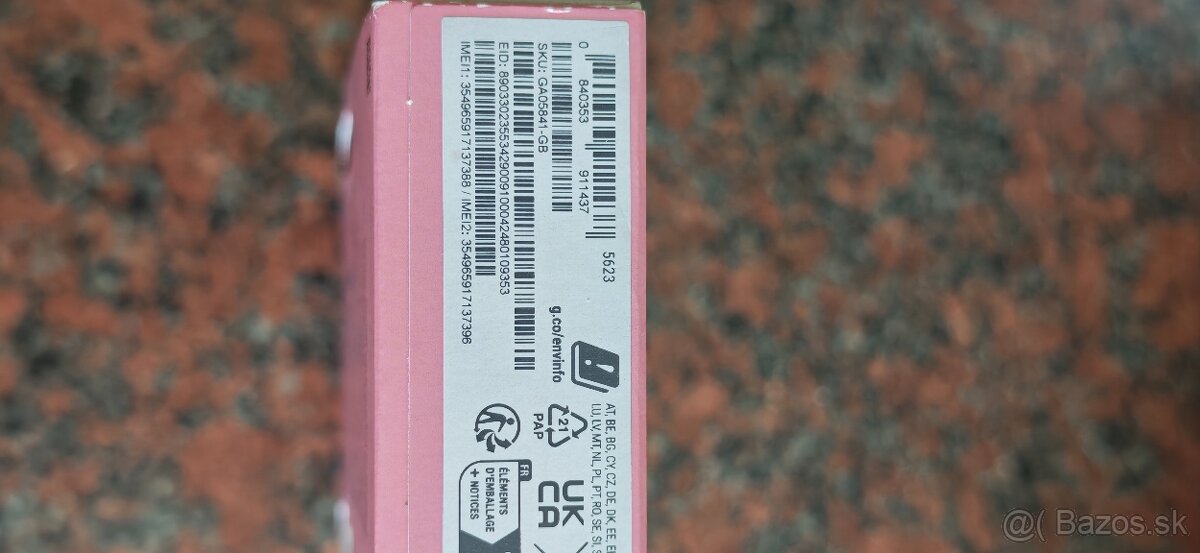 0 840353 911437 5623
SKU: GA05841-GB
EID: 89033023553429009100042480109353
IMEI1: 354965917137388 / IMEI2: 354965917137396
g.co/envinfo
AT, BE, BG, CY, CZ, DE, DK, EE,
LU, LV, MT, NL, PL, PT, RO, SE, SI,
21
PAP
FR
ÉLÉMENTS
D'EMBALLAGE
+ NOTICES
UK
CA
@( Bazos.sk